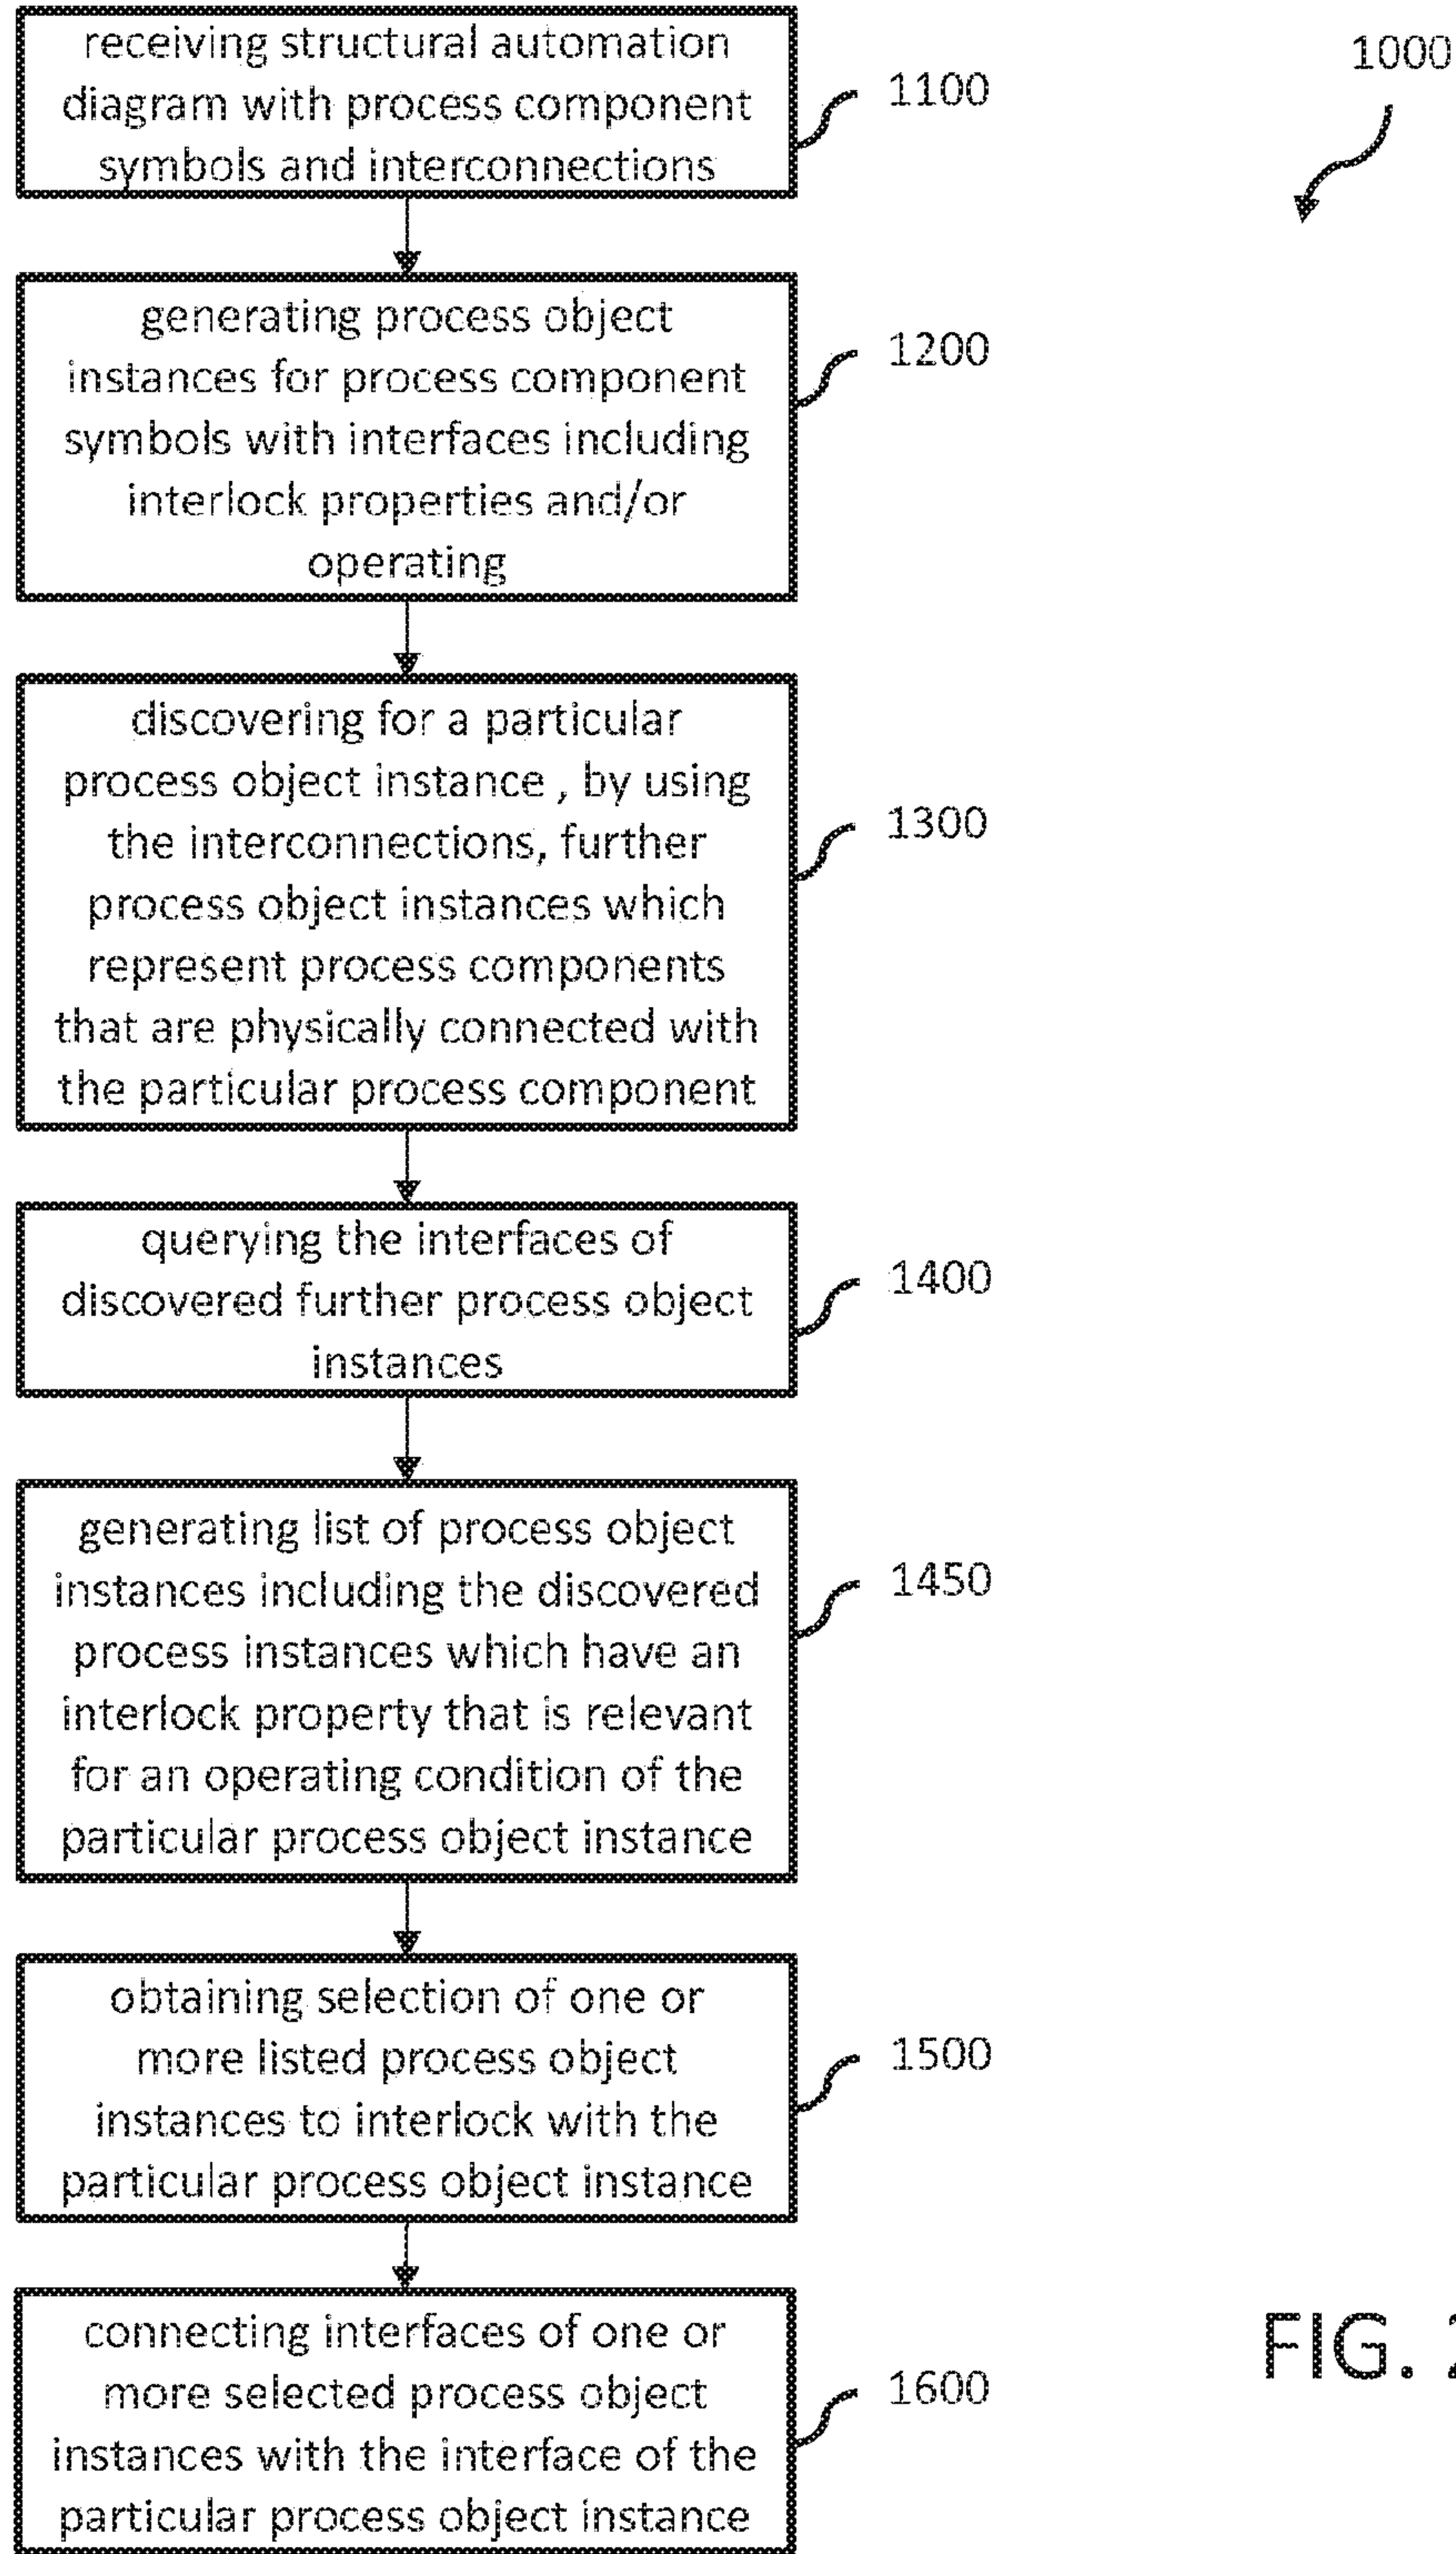 receiving structural automation
diagram with process component
symbols and interconnections
1100
1000
generating process object
instances for process component
symbols with interfaces including
interlock properties and/or
operating
1200
discovering for a particular
process object instance , by using
the interconnections, further
process object instances which
represent process components
that are physically connected with
the particular process component
1300
querying the interfaces of
discovered further process object
instances
1400
generating list of process object
instances including the discovered
process instances which have an
interlock property that is relevant
for an operating condition of the
particular process object instance
1450
obtaining selection of one or
more listed process object
instances to interlock with the
particular process object instance
1500
connecting interfaces of one or
more selected process object
instances with the interface of the
particular process object instance
1600
FIG.